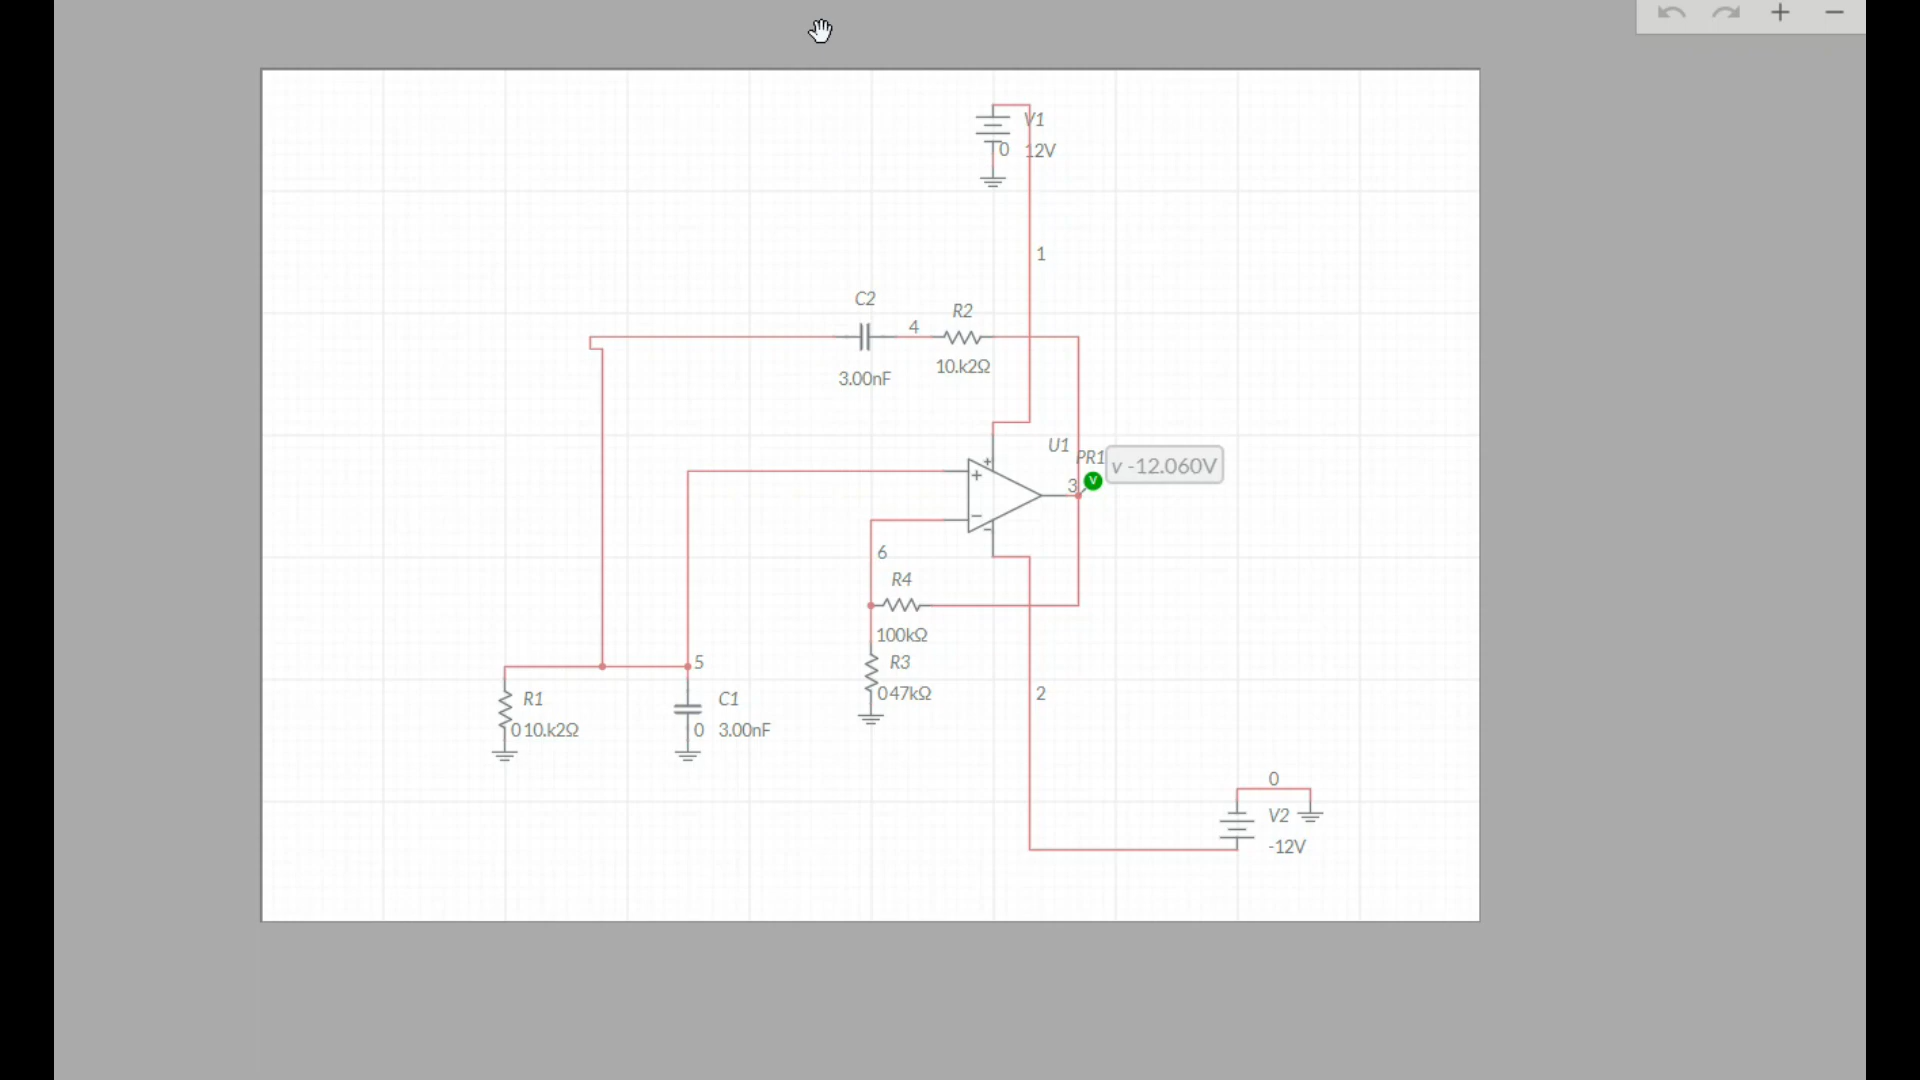 V1
0
12V
1
C2
4
R2
3.00nF
10.k2Ω
U1
PR1
v -12.060V
V
3
+
+
−
−
6
R4
100kΩ
R3
047kΩ
5
R1
010.k2Ω
C1
0
3.00nF
2
0
V2
-12V